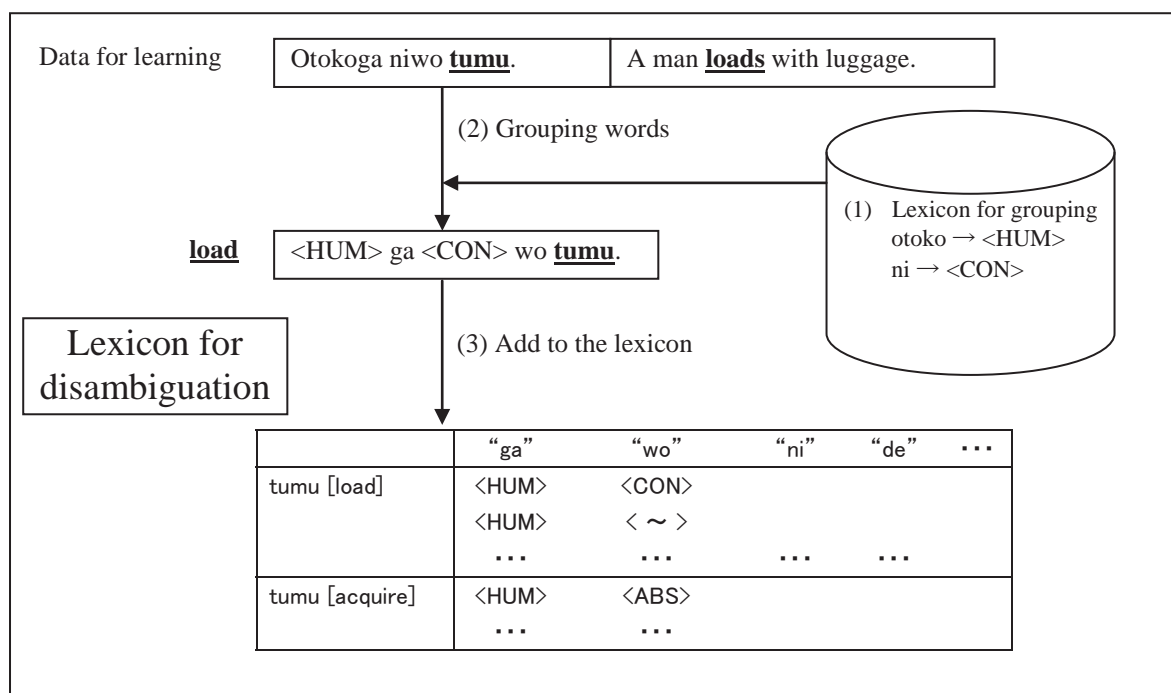 Data for learning
Otokoga niwo tumu. A man loads with luggage.
(2) Grouping words
(1) Lexicon for grouping
otoko → <HUM>
ni → <CON>
load <HUM> ga <CON> wo tumu.
(3) Add to the lexicon
Lexicon for
disambiguation
“ga” “wo” “ni” “de” ・・・
tumu [load] <HUM> <CON>
<HUM> < ～ >
・・・ ・・・ ・・・ ・・・
tumu [acquire] <HUM> <ABS>
・・・ ・・・